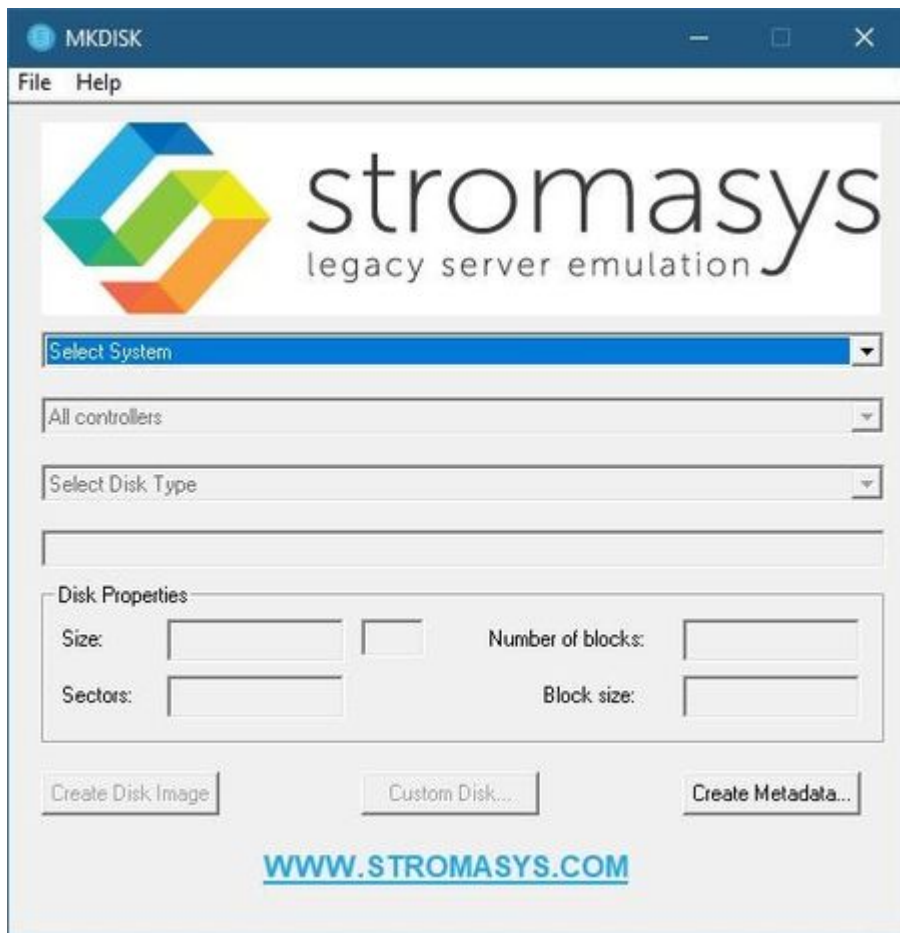 MKDISK
File Help
stromasys
legacy server emulation
Select System
All controllers
Select Disk Type
Disk Properties
Size: Number of blocks:
Sectors: Block size:
Create Disk Image Custom Disk... Create Metadata...
WWW.STROMASYS.COM